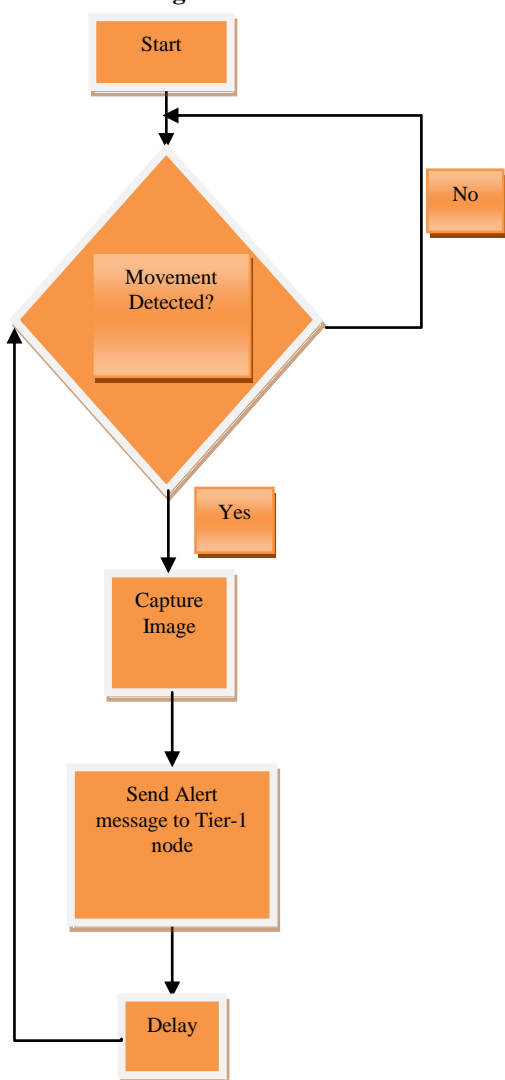 Start
No
Movement
Detected?
Yes
Capture
Image
Send Alert
message to Tier-1
node
Delay